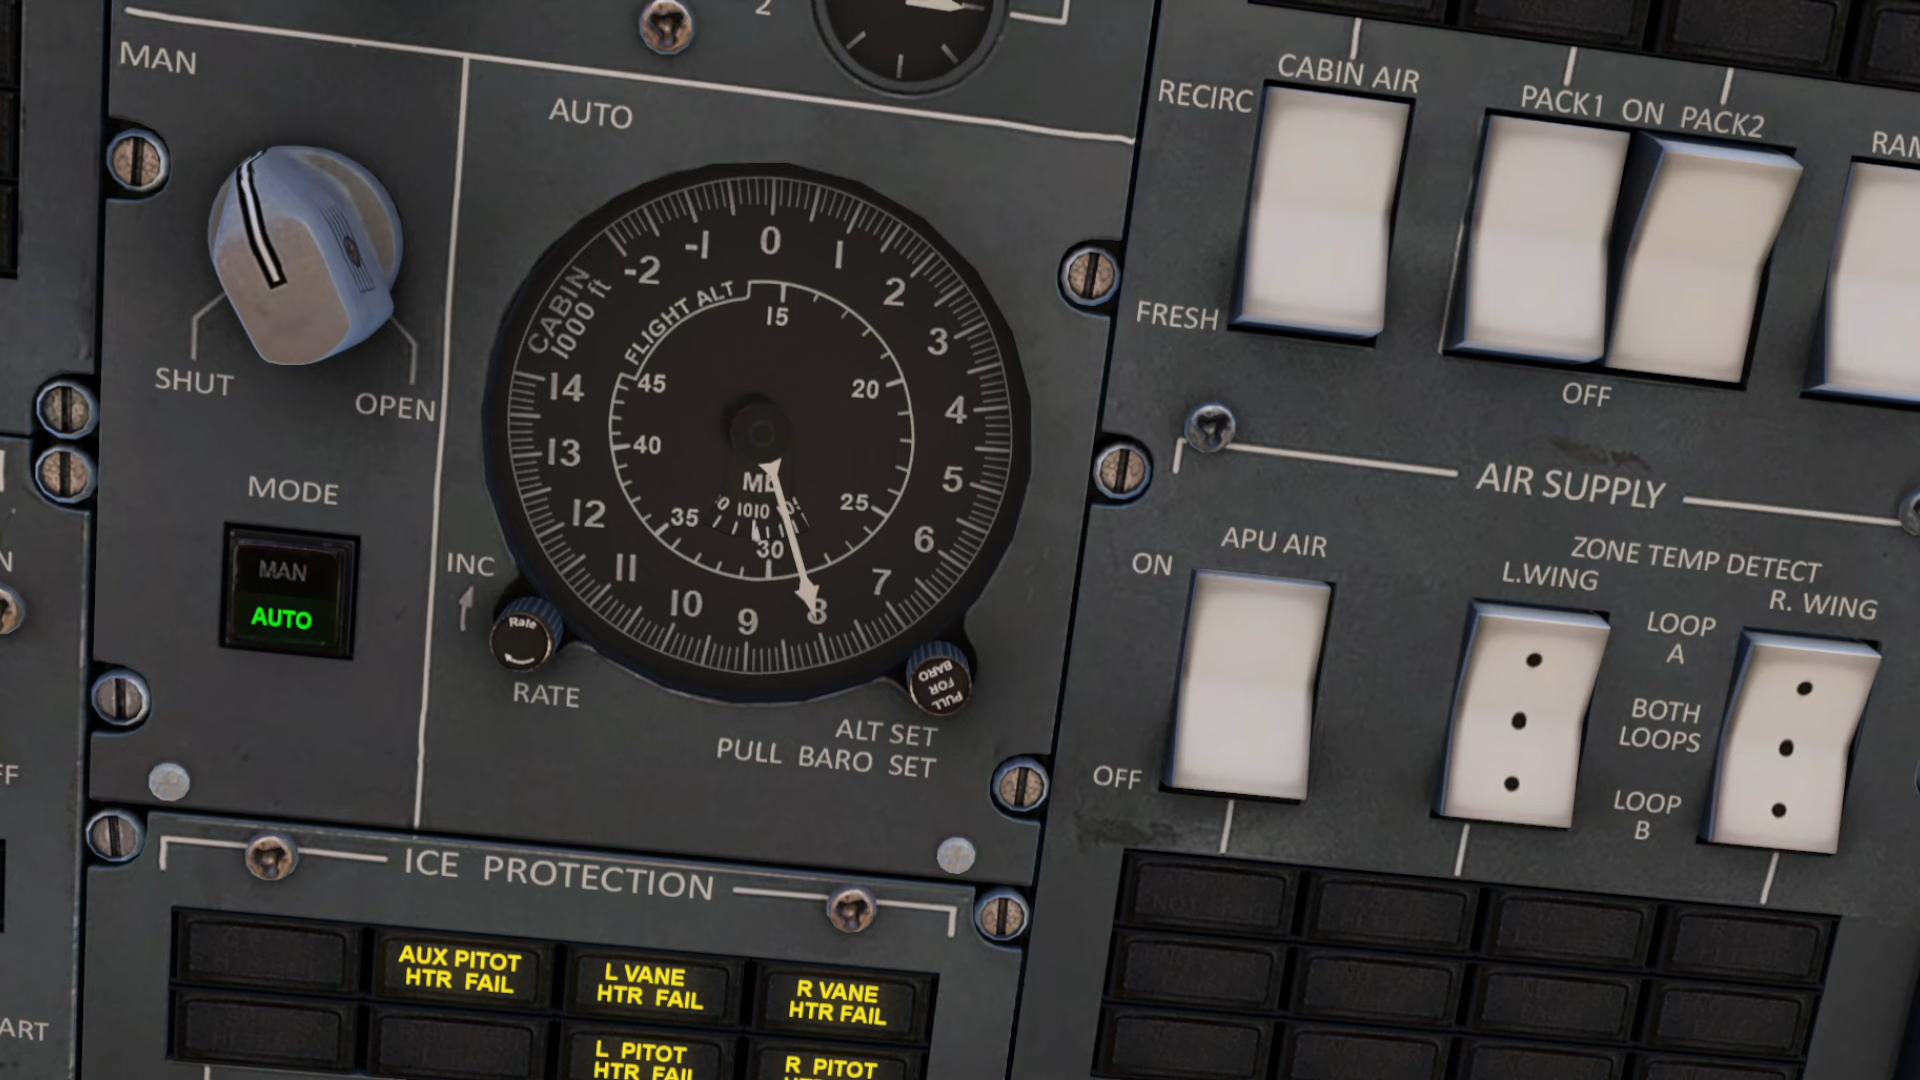 2
MAN
AUTO
SHUT
OPEN
MODE
MAN
AUTO
CABIN
1000 ft
-2
-1
0
1
2
3
4
5
6
7
8
9
10
11
12
13
14
FLIGHT ALT
15
20
25
30
35
40
45
1010
INC
Rate
RATE
PULL
FOR
BARO
ALT SET
PULL BARO SET
CABIN AIR
RECIRC
FRESH
PACK1 ON PACK2
OFF
AIR SUPPLY
APU AIR
ON
OFF
ZONE TEMP DETECT
L.WING
R. WING
LOOP
A
BOTH
LOOPS
LOOP
B
ICE PROTECTION
AUX PITOT
HTR FAIL
L VANE
HTR FAIL
R VANE
HTR FAIL
L PITOT
HTR FAIL
R PITOT